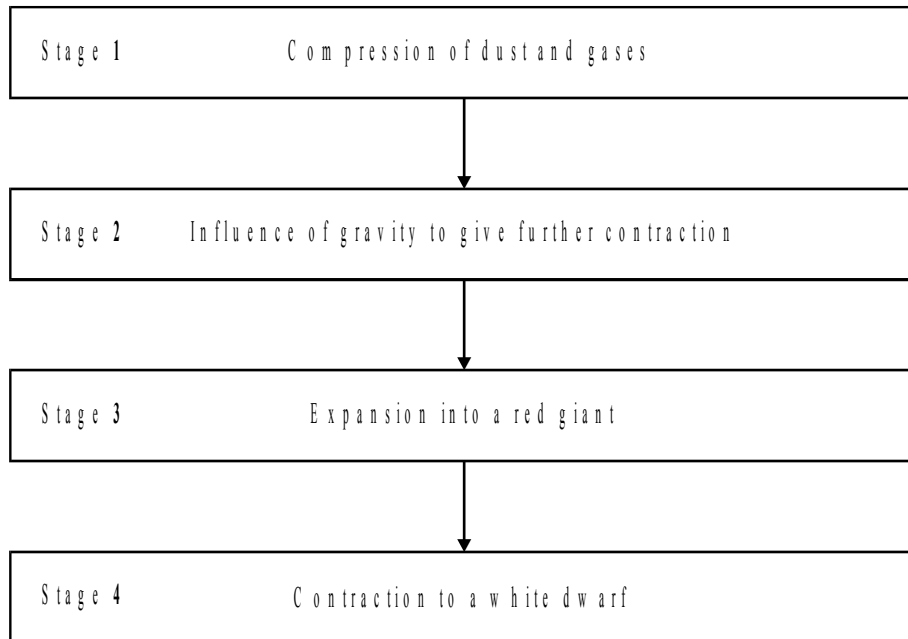 Stage 1 Compression of dust and gases
Stage 2 Influence of gravity to give further contraction
Stage 3 Expansion into a red giant
Stage 4 Contraction to a white dwarf